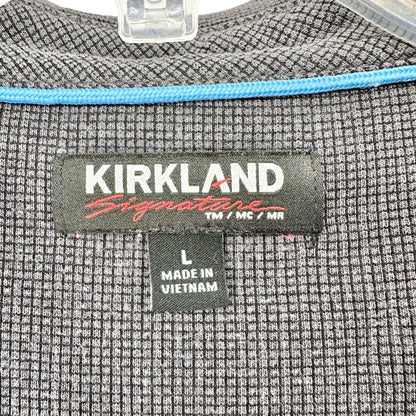 KIRKLAND
Signature
TM / MC / MR
L
MADE IN
VIETNAM